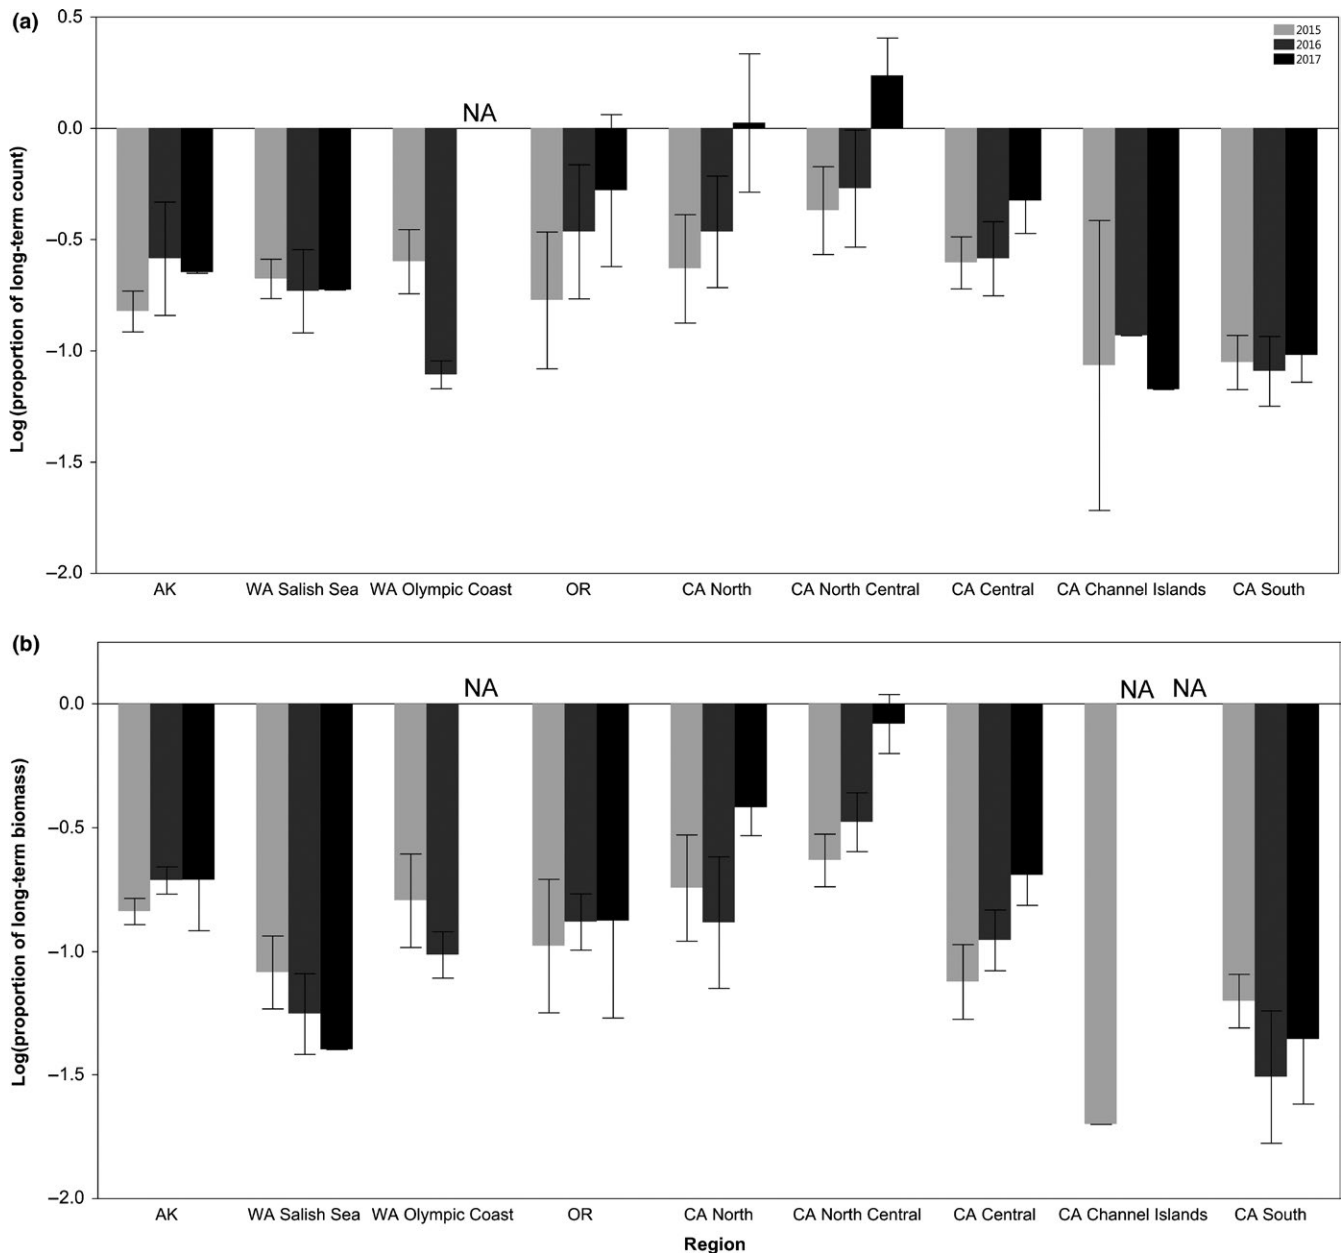 (a)
0.5
2015
2016
2017
NA
0.0
–0.5
–1.0
–1.5
–2.0
Log (proportion of long-term count)
AK WA Salish Sea WA Olympic Coast OR CA North CA North Central CA Central CA Channel Islands CA South
(b)
NA NA NA
0.0
–0.5
–1.0
–1.5
–2.0
Log(proportion of long-term biomass)
AK WA Salish Sea WA Olympic Coast OR CA North CA North Central CA Central CA Channel Islands CA South
Region